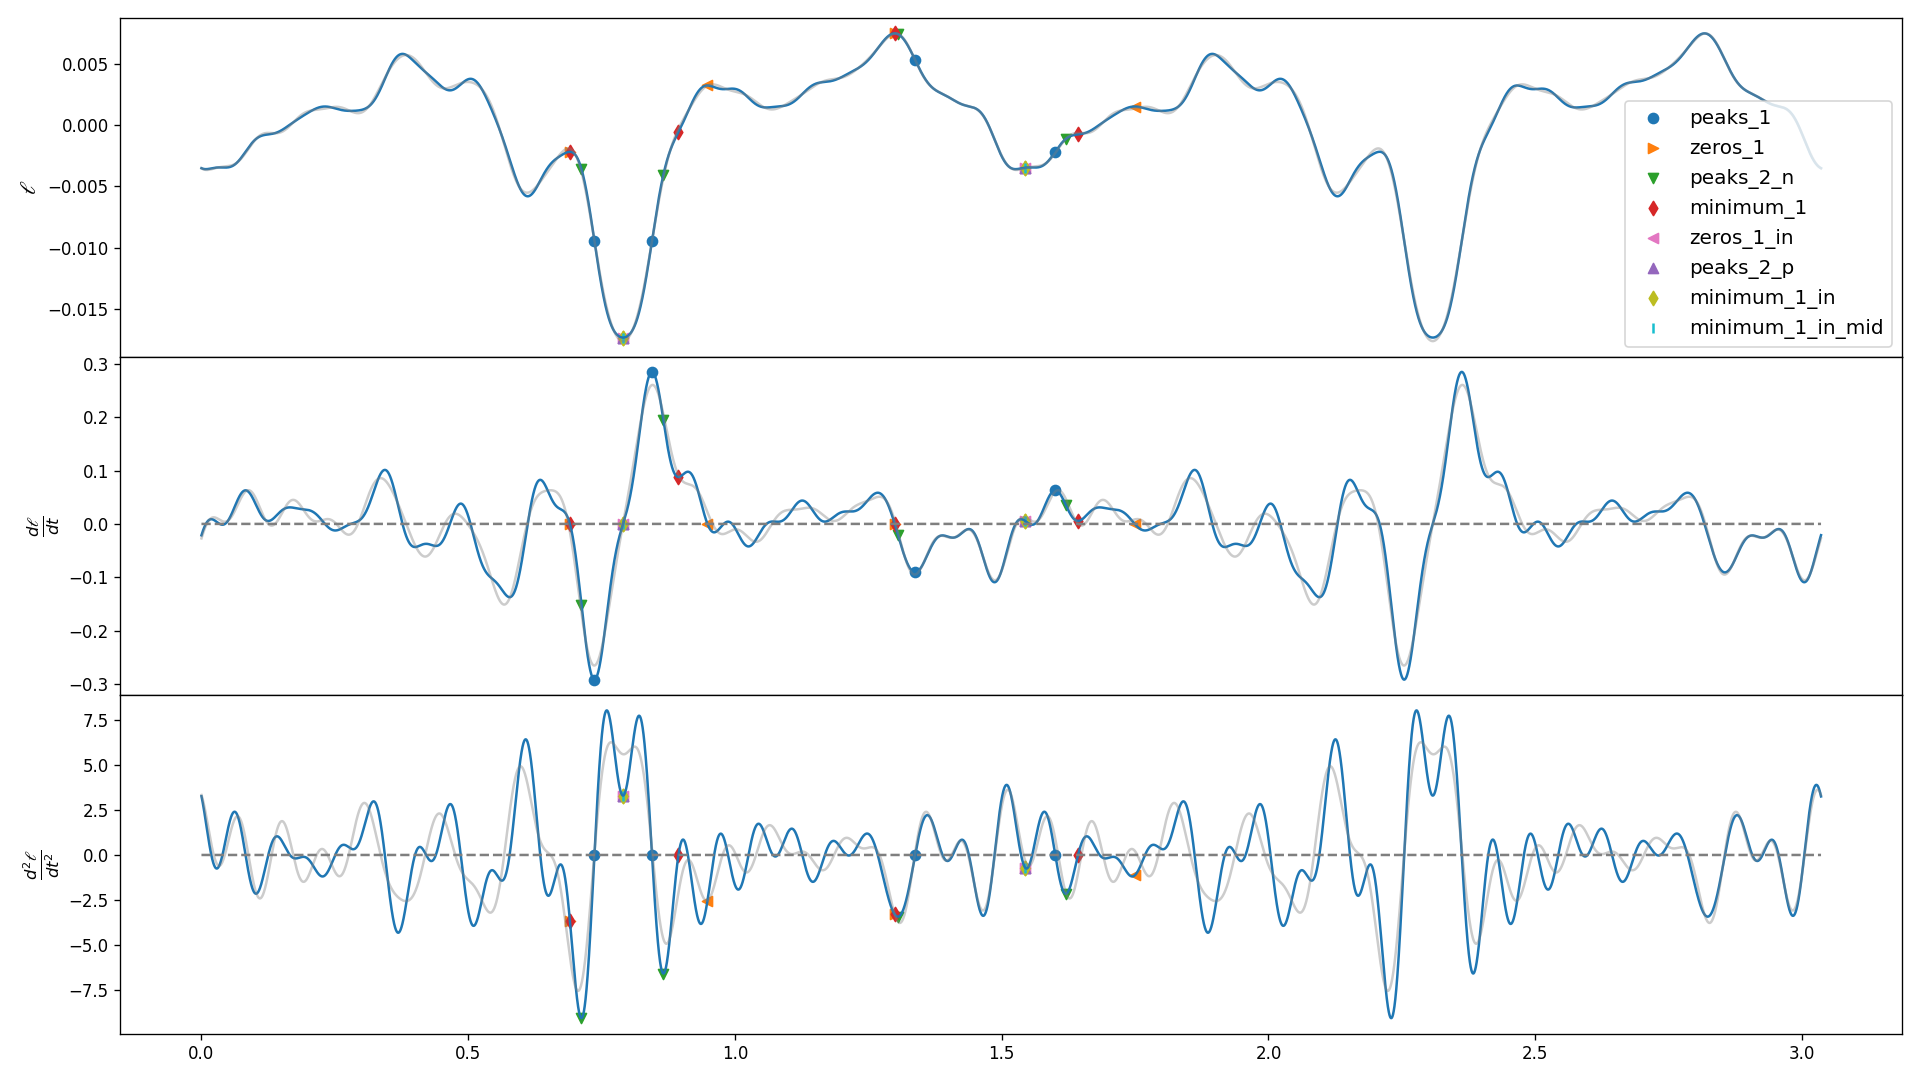 0.005
0.000
−0.005
−0.010
−0.015
ℓ
peaks_1
zeros_1
peaks_2_n
minimum_1
zeros_1_in
peaks_2_p
minimum_1_in
minimum_1_in_mid
0.3
0.2
0.1
0.0
−0.1
−0.2
−0.3
dℓ/dt
7.5
5.0
2.5
0.0
−2.5
−5.0
−7.5
d²ℓ/dt²
0.0 0.5 1.0 1.5 2.0 2.5 3.0